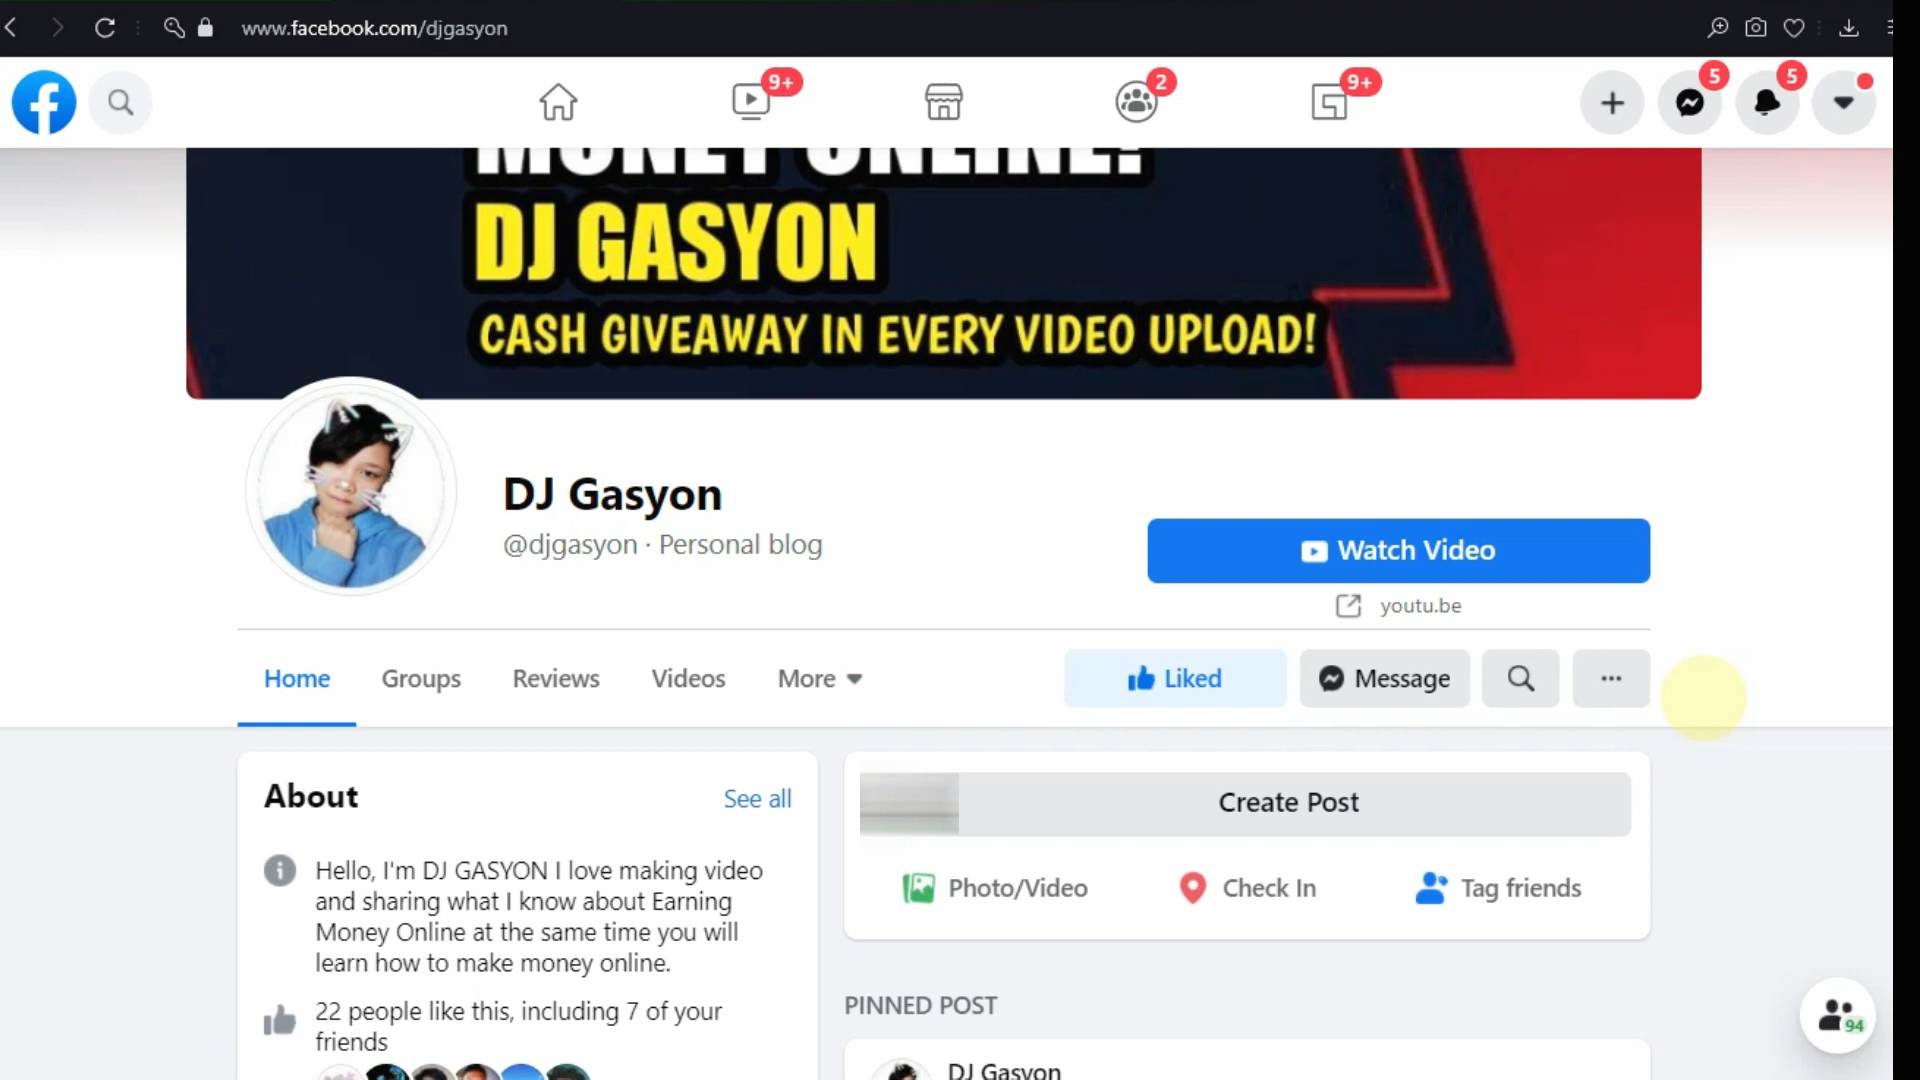 www.facebook.com/djgasyon
9+
2
9+
5
5
MONEY ONLINE!
DJ GASYON
CASH GIVEAWAY IN EVERY VIDEO UPLOAD!
DJ Gasyon
@djgasyon · Personal blog
Watch Video
youtu.be
Home
Groups
Reviews
Videos
More
Liked
Message
About
See all
Hello, I'm DJ GASYON I love making video
and sharing what I know about Earning
Money Online at the same time you will
learn how to make money online.
22 people like this, including 7 of your
friends
Create Post
Photo/Video
Check In
Tag friends
PINNED POST
DJ Gasyon
94